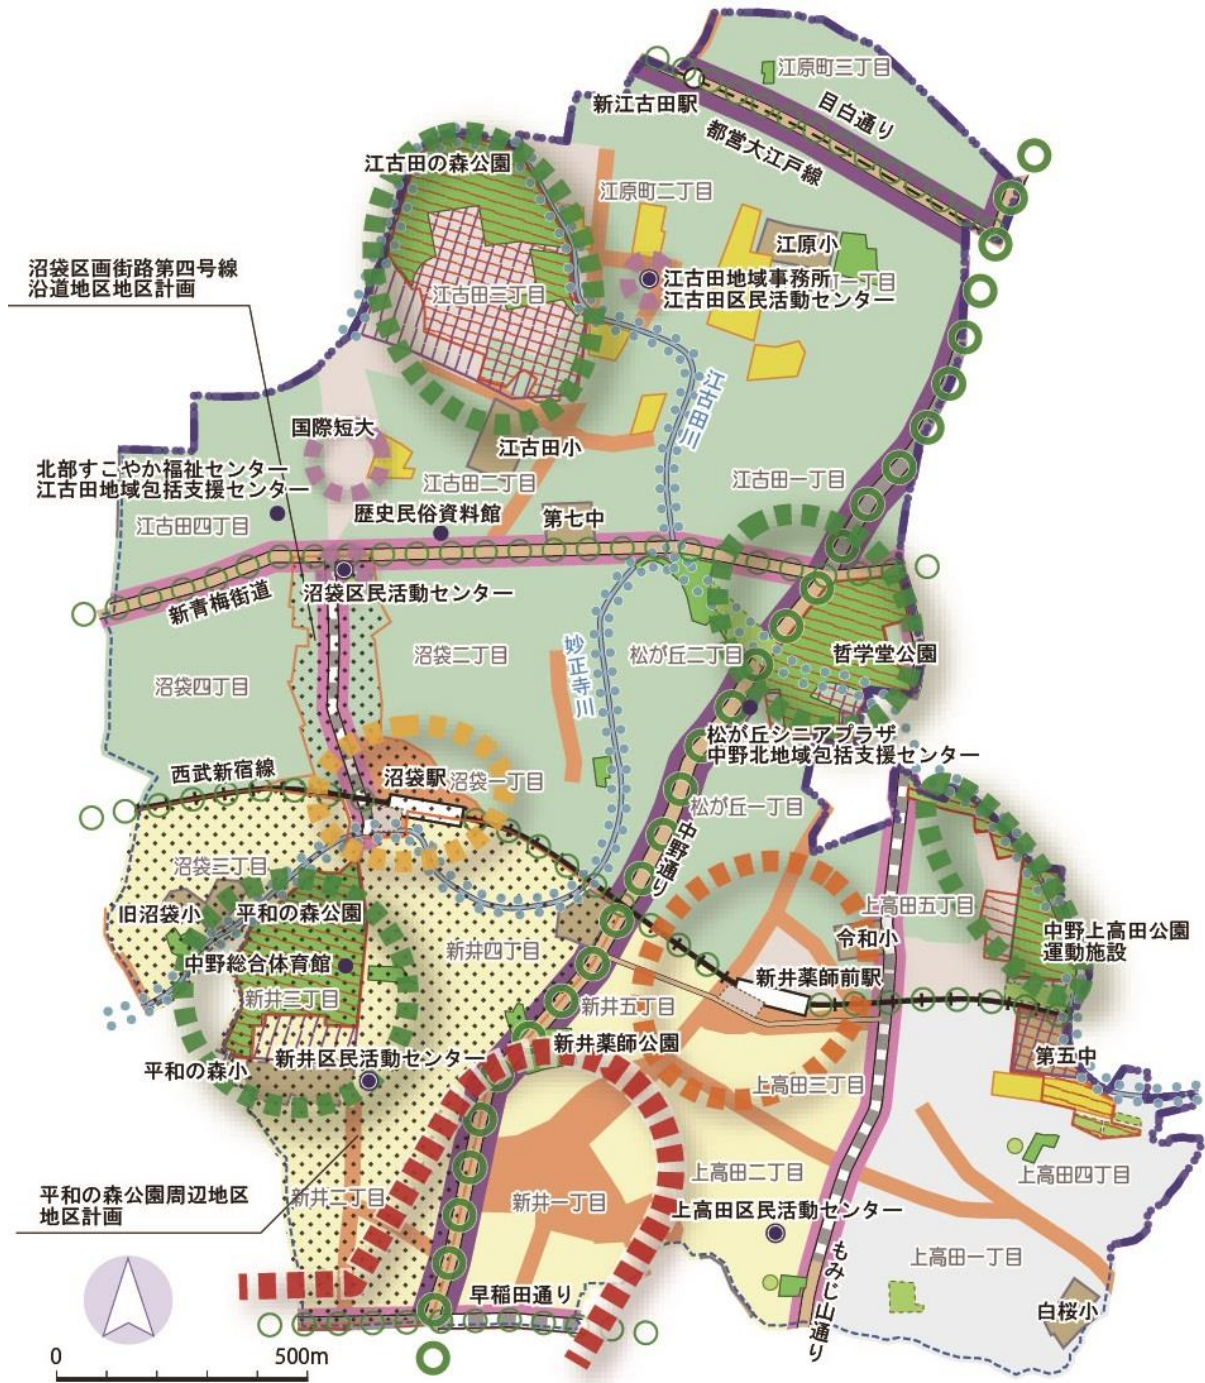 江原町三丁目
新江古田駅
目白通り
都営大江戸線
江古田の森公園
江原町二丁目
江原小
沼袋区画街路第四号線
沿道地区地区計画
江古田三丁目
江古田地域事務所
江古田区民活動センター
町一丁目
江古田川
国際短大
江古田小
北部すこやか福祉センター
江古田地域包括支援センター
江古田二丁目
江古田一丁目
江古田四丁目
歴史民俗資料館
第七中
新青梅街道
沼袋区民活動センター
沼袋二丁目
妙正寺川
松が丘二丁目
哲学堂公園
沼袋四丁目
松が丘シニアプラザ
中野北地域包括支援センター
西武新宿線
沼袋駅
沼袋一丁目
松が丘一丁目
中野通り
沼袋三丁目
旧沼袋小
平和の森公園
上高田五丁目
中野上高田公園
運動施設
新井四丁目
令和小
中野総合体育館
新井薬師前駅
新井三丁目
新井五丁目
平和の森小
新井区民活動センター
新井薬師公園
第五中
上高田三丁目
平和の森公園周辺地区
地区計画
新井二丁目
新井一丁目
上高田二丁目
上高田四丁目
上高田区民活動センター
上高田一丁目
もみじ山通り
早稲田通り
白桜小
0
500m